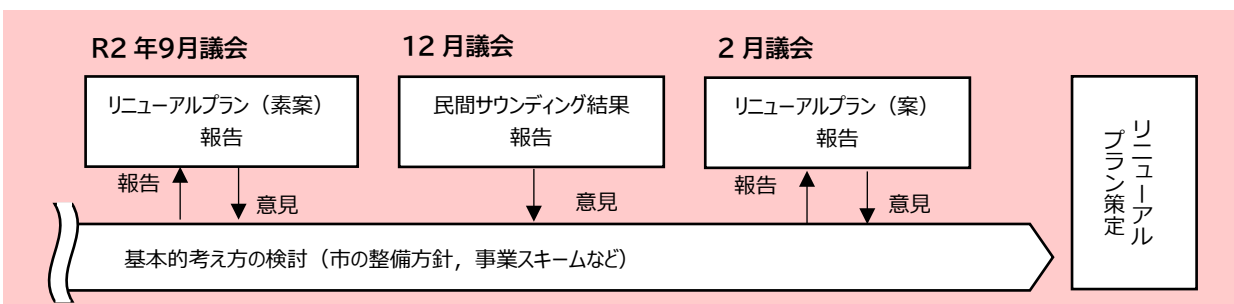 R2 年9月議会
12 月議会
2 月議会
リニューアルプラン（素案）
報告
民間サウンディング結果
報告
リニューアルプラン（案）
報告
報告
意見
意見
報告
意見
基本的考え方の検討（市の整備方針，事業スキームなど）
リニューアル
プラン策定